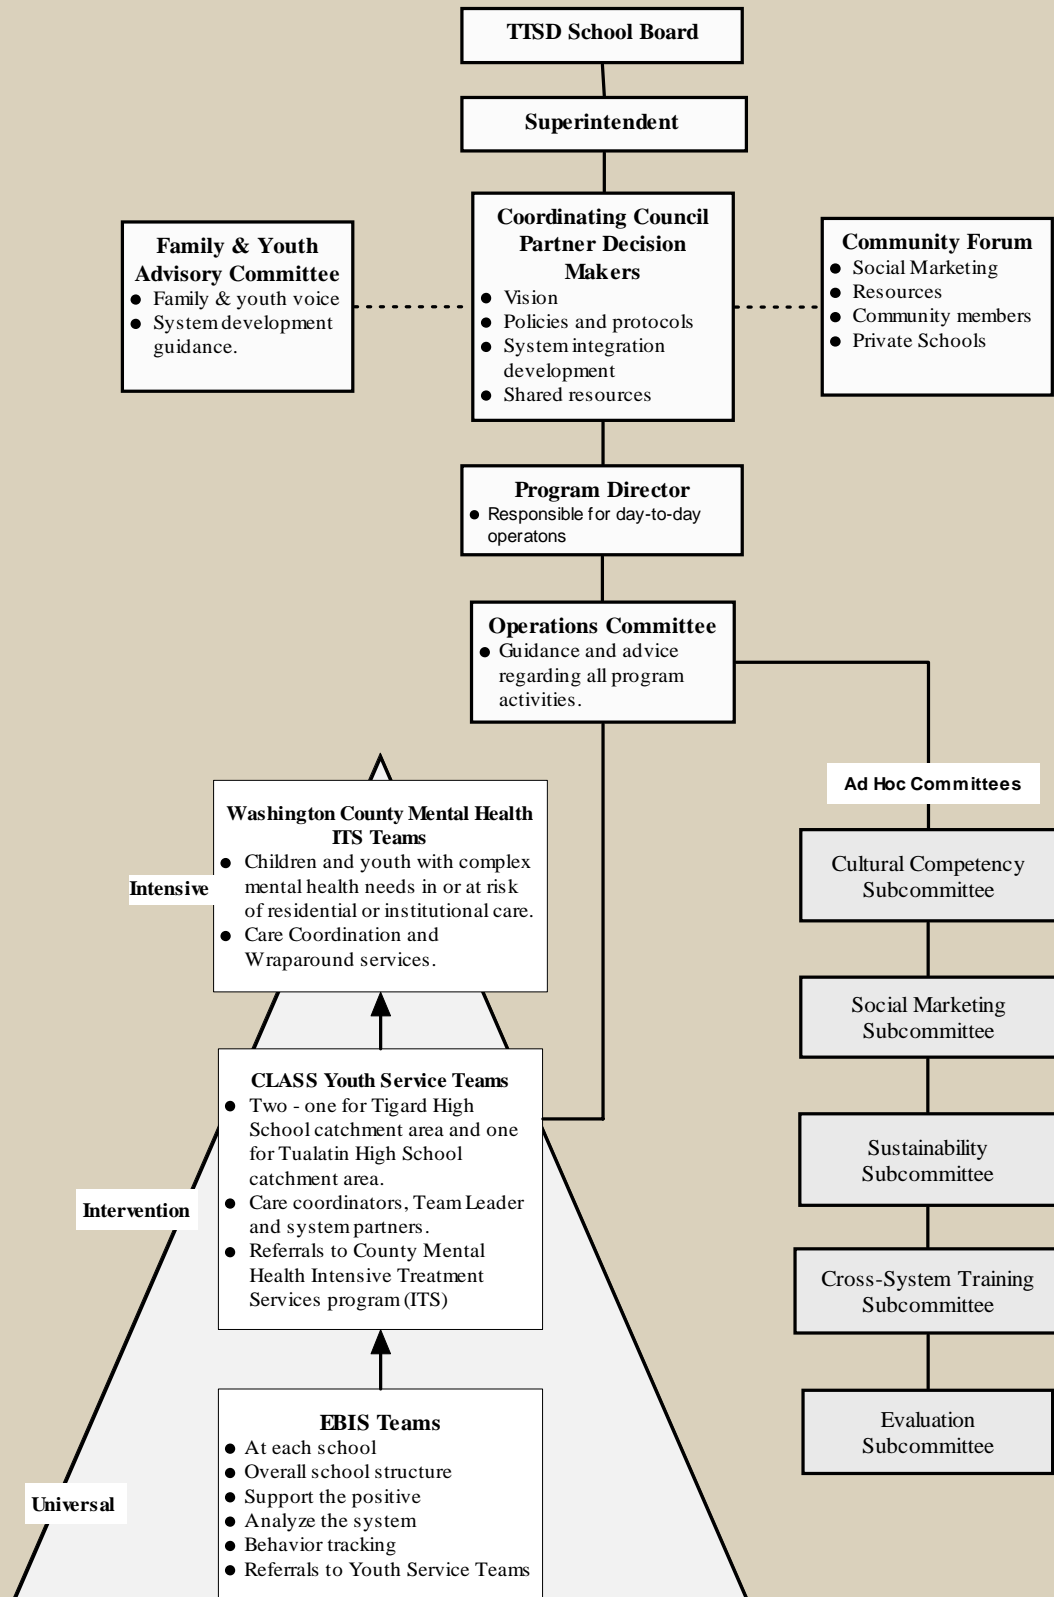 TTSD School Board
Superintendent
Coordinating Council
Partner Decision
Makers
● Vision
● Policies and protocols
● System integration
development
● Shared resources
Family & Youth
Advisory Committee
● Family & youth voice
● System development
guidance.
Community Forum
● Social Marketing
● Resources
● Community members
● Private Schools
Program Director
● Responsible for day-to-day
operatons
Operations Committee
● Guidance and advice
regarding all program
activities.
Ad Hoc Committees
Cultural Competency
Subcommittee
Social Marketing
Subcommittee
Sustainability
Subcommittee
Cross-System Training
Subcommittee
Evaluation
Subcommittee
Intensive
Washington County Mental Health
ITS Teams
● Children and youth with complex
mental health needs in or at risk
of residential or institutional care.
● Care Coordination and
Wraparound services.
Intervention
CLASS Youth Service Teams
● Two - one for Tigard High
School catchment area and one
for Tualatin High School
catchment area.
● Care coordinators, Team Leader
and system partners.
● Referrals to County Mental
Health Intensive Treatment
Services program (ITS)
Universal
EBIS Teams
● At each school
● Overall school structure
● Support the positive
● Analyze the system
● Behavior tracking
● Referrals to Youth Service Teams